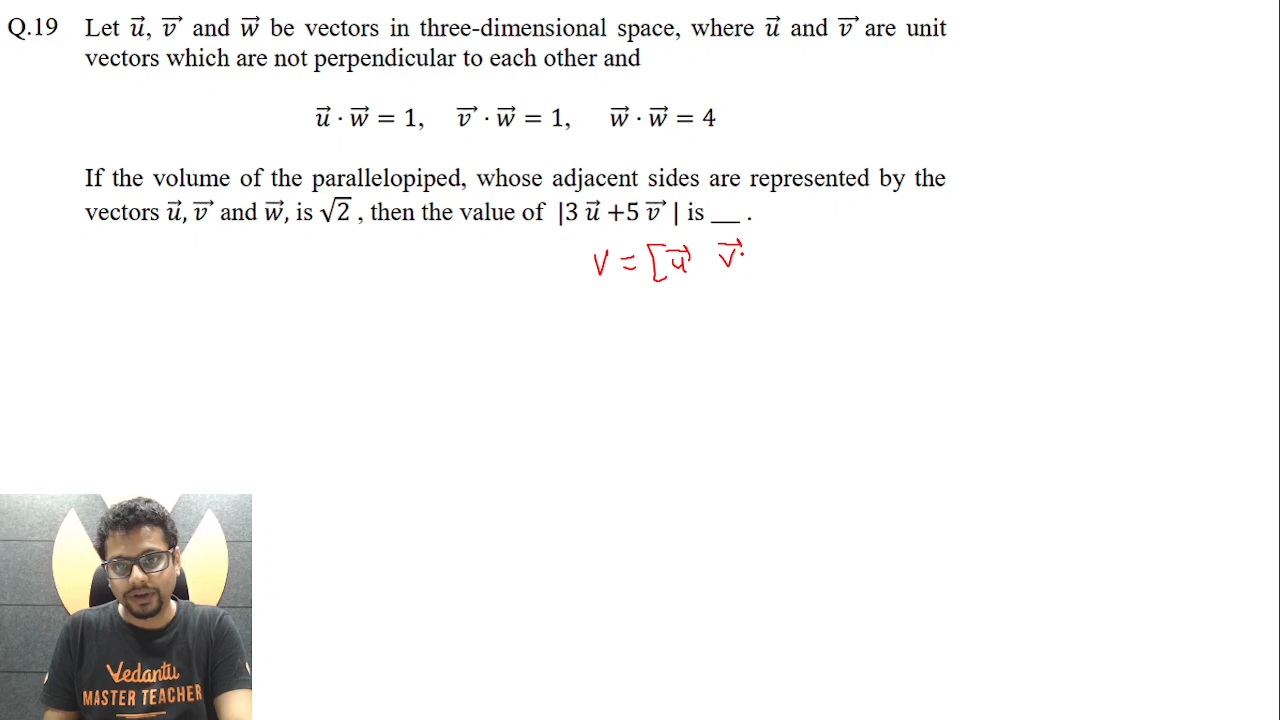 Q.19 Let u⃗, v⃗ and w⃗ be vectors in three-dimensional space, where u⃗ and v⃗ are unit
vectors which are not perpendicular to each other and
u⃗ · w⃗ = 1, v⃗ · w⃗ = 1, w⃗ · w⃗ = 4
If the volume of the parallelopiped, whose adjacent sides are represented by the
vectors u⃗, v⃗ and w⃗, is √2 , then the value of |3 u⃗ +5 v⃗ | is __ .
V = [u⃗ v⃗
Vedantu
MASTER TEACHER